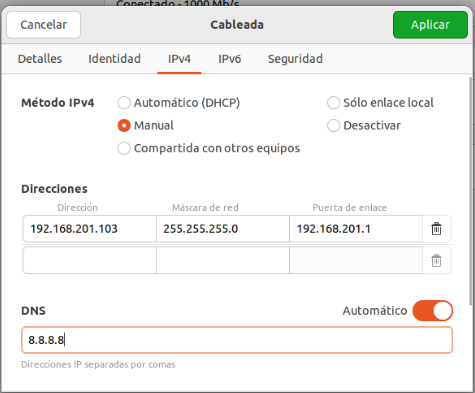 Conectado - 1000 Mb/s
Cancelar Cableada Aplicar
Detalles Identidad IPv4 IPv6 Seguridad
Método IPv4 Automático (DHCP) Sólo enlace local
Manual Desactivar
Compartida con otros equipos
Direcciones
Dirección Máscara de red Puerta de enlace
192.168.201.103 255.255.255.0 192.168.201.1
DNS Automático
8.8.8.8
Direcciones IP separadas por comas